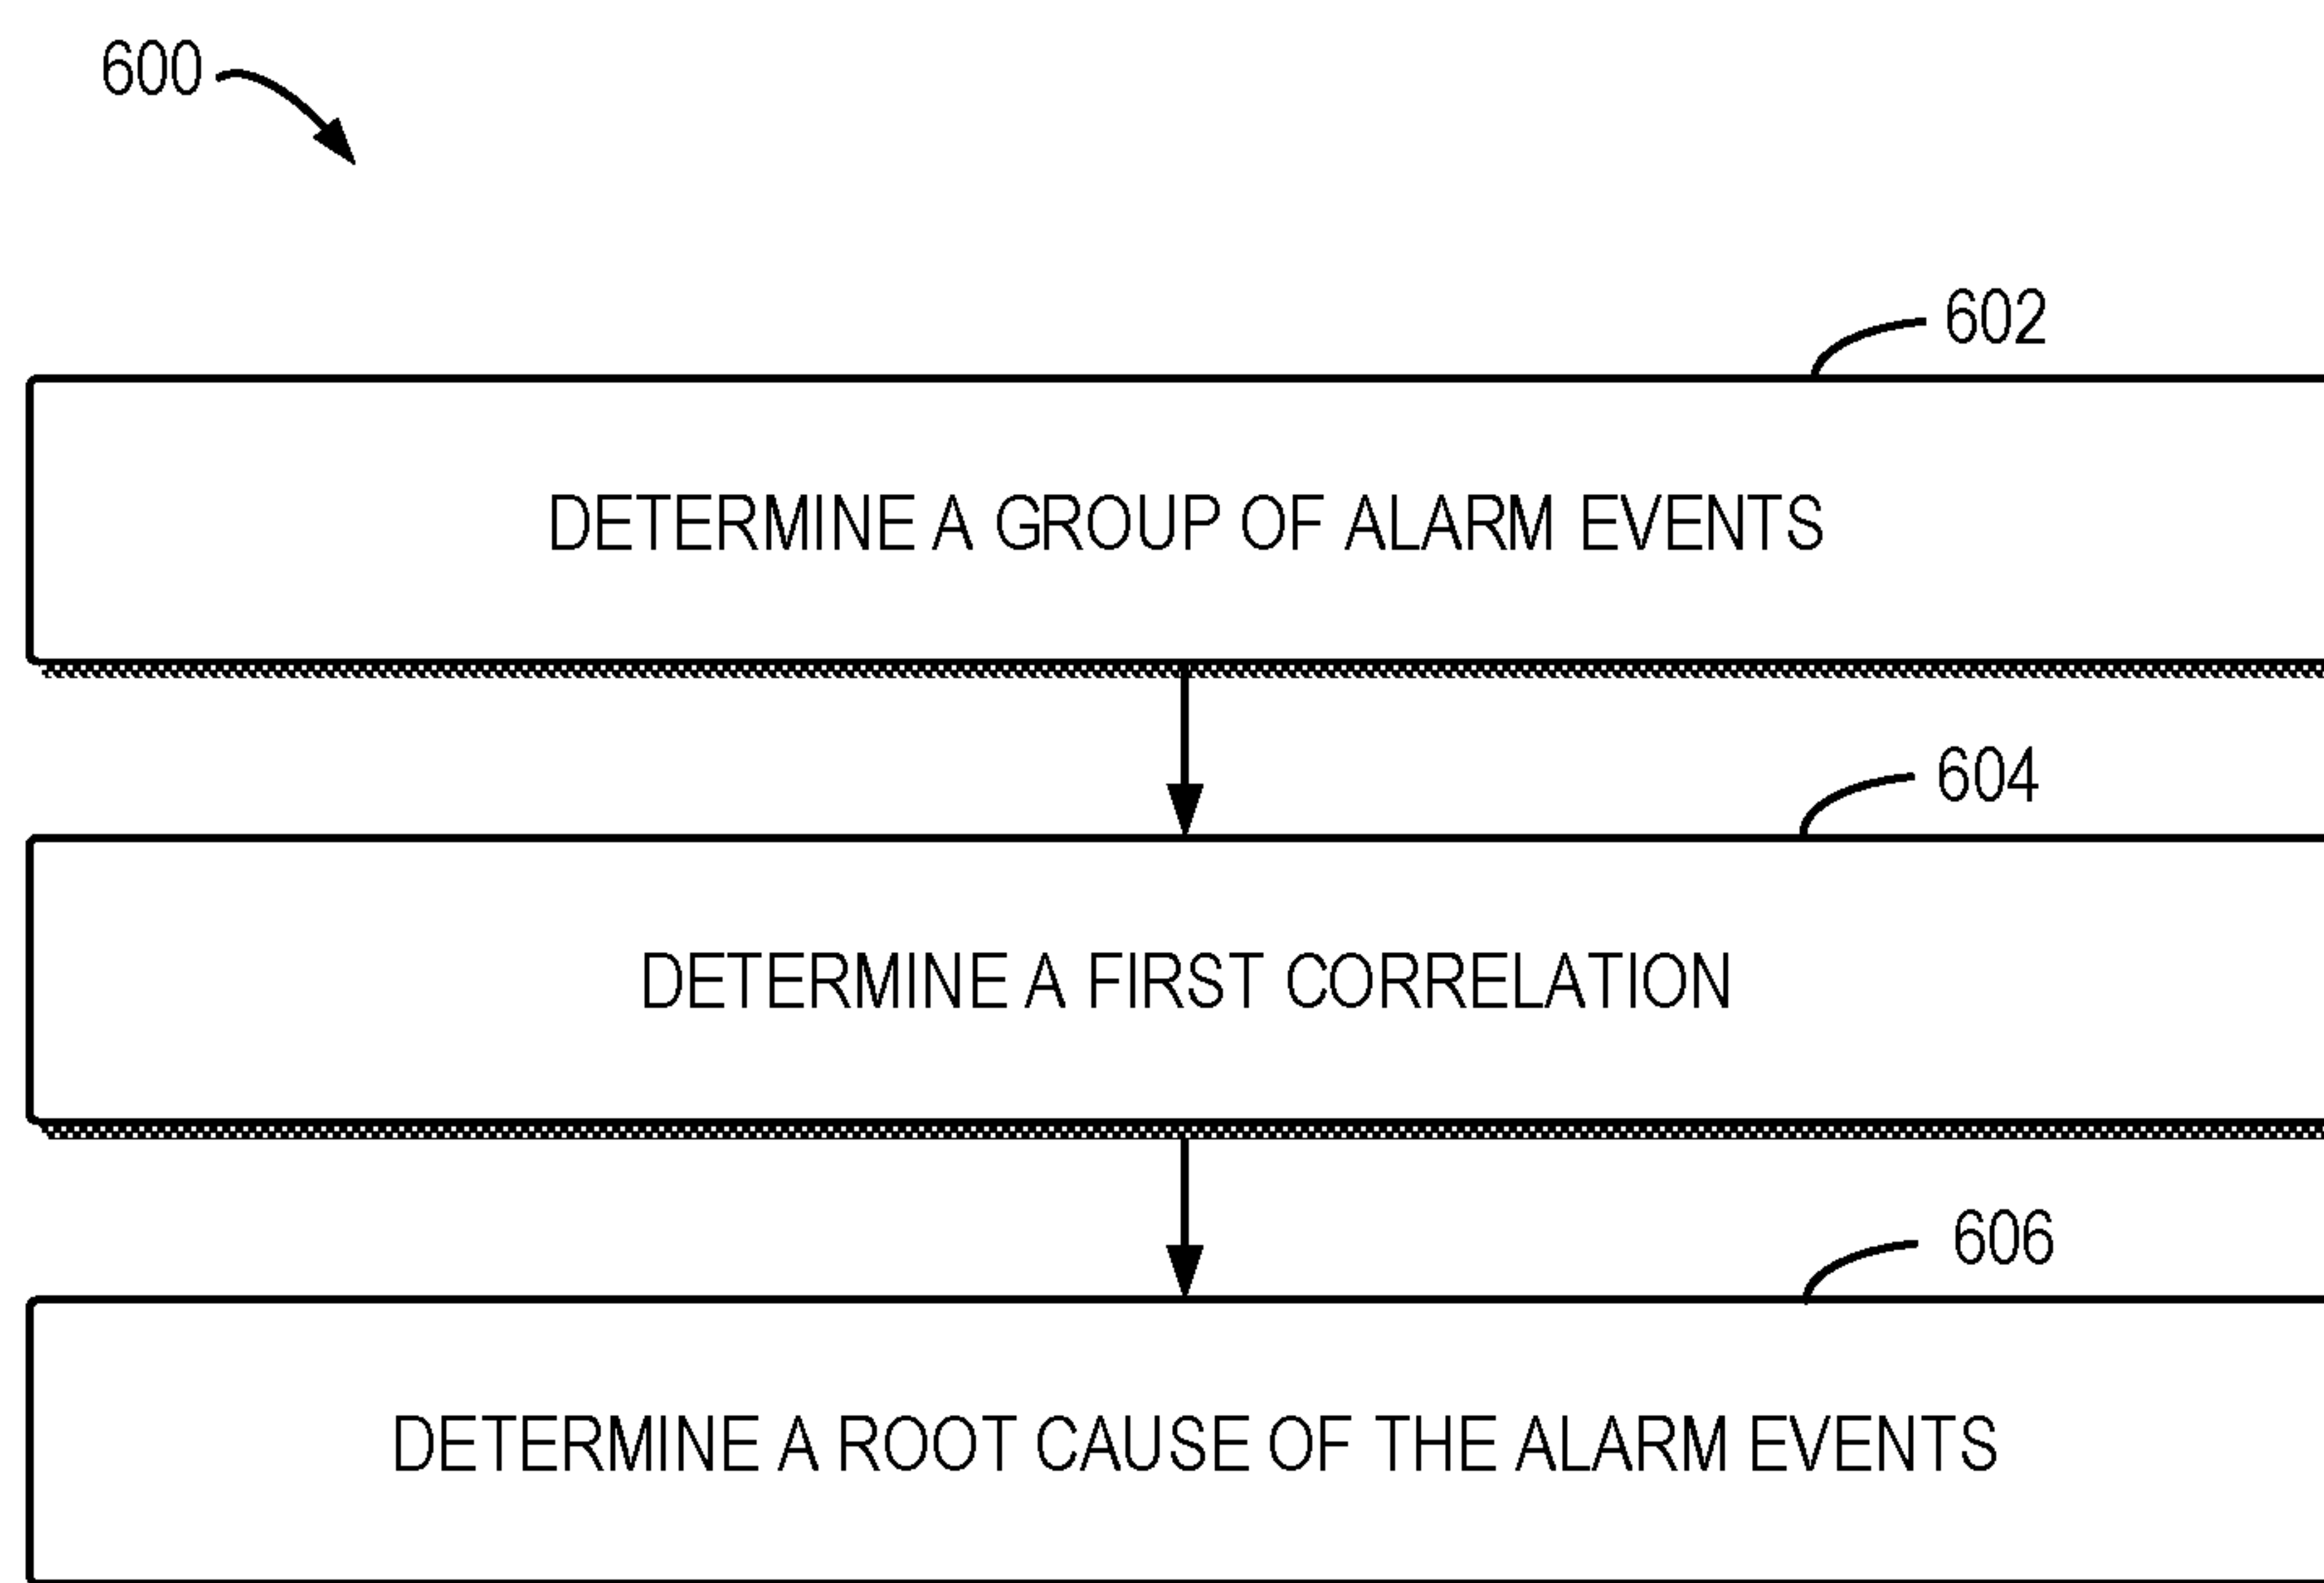 600
602
DETERMINE A GROUP OF ALARM EVENTS
604
DETERMINE A FIRST CORRELATION
606
DETERMINE A ROOT CAUSE OF THE ALARM EVENTS